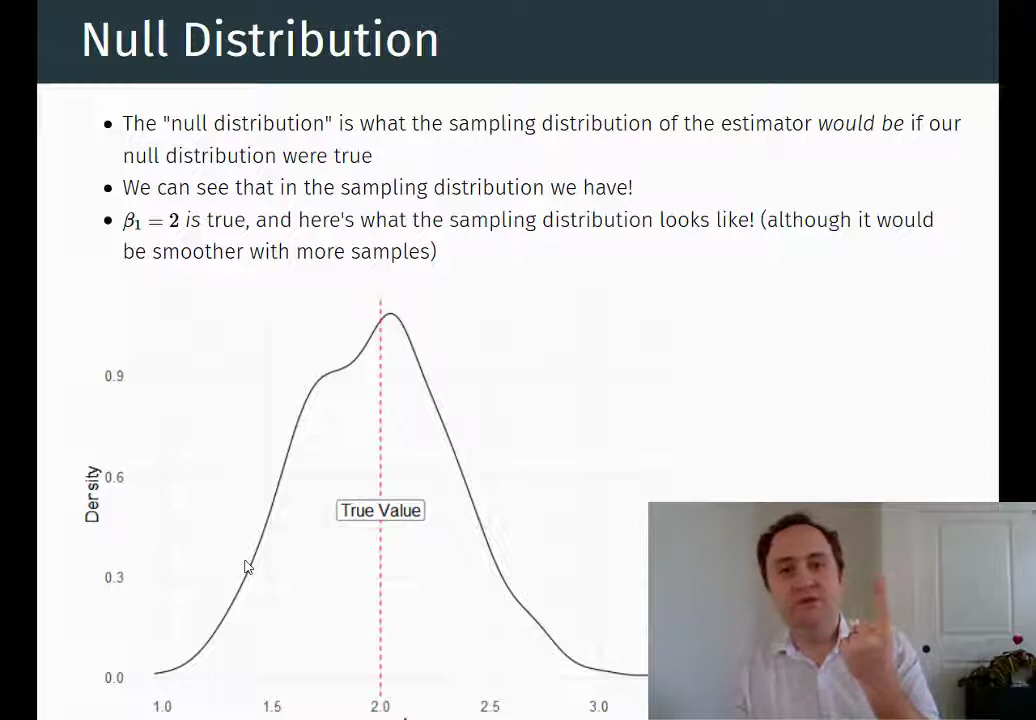 Null Distribution
• The "null distribution" is what the sampling distribution of the estimator would be if our
null distribution were true
• We can see that in the sampling distribution we have!
• β₁ = 2 is true, and here's what the sampling distribution looks like! (although it would
be smoother with more samples)
0.9
0.6
0.3
0.0
Density
True Value
1.0 1.5 2.0 2.5 3.0